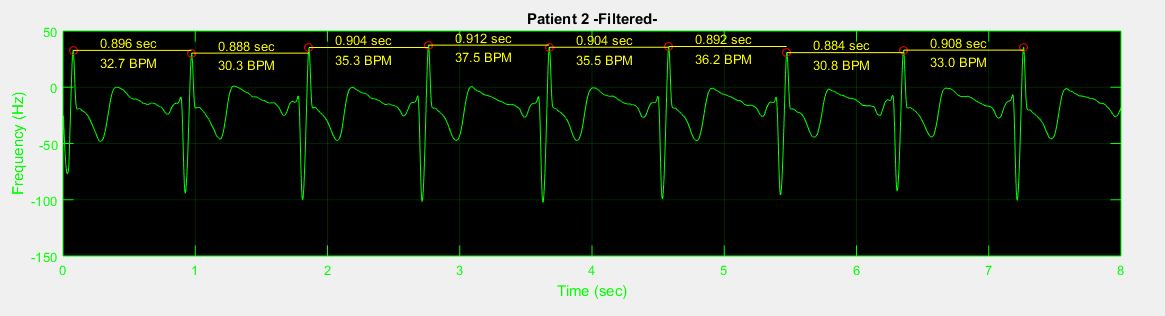 Patient 2 -Filtered-
50
0
-50
-100
-150
Frequency (Hz)
0.896 sec
32.7 BPM
0.888 sec
30.3 BPM
0.904 sec
35.3 BPM
0.912 sec
37.5 BPM
0.904 sec
35.5 BPM
0.892 sec
36.2 BPM
0.884 sec
30.8 BPM
0.908 sec
33.0 BPM
0 1 2 3 4 5 6 7 8
Time (sec)